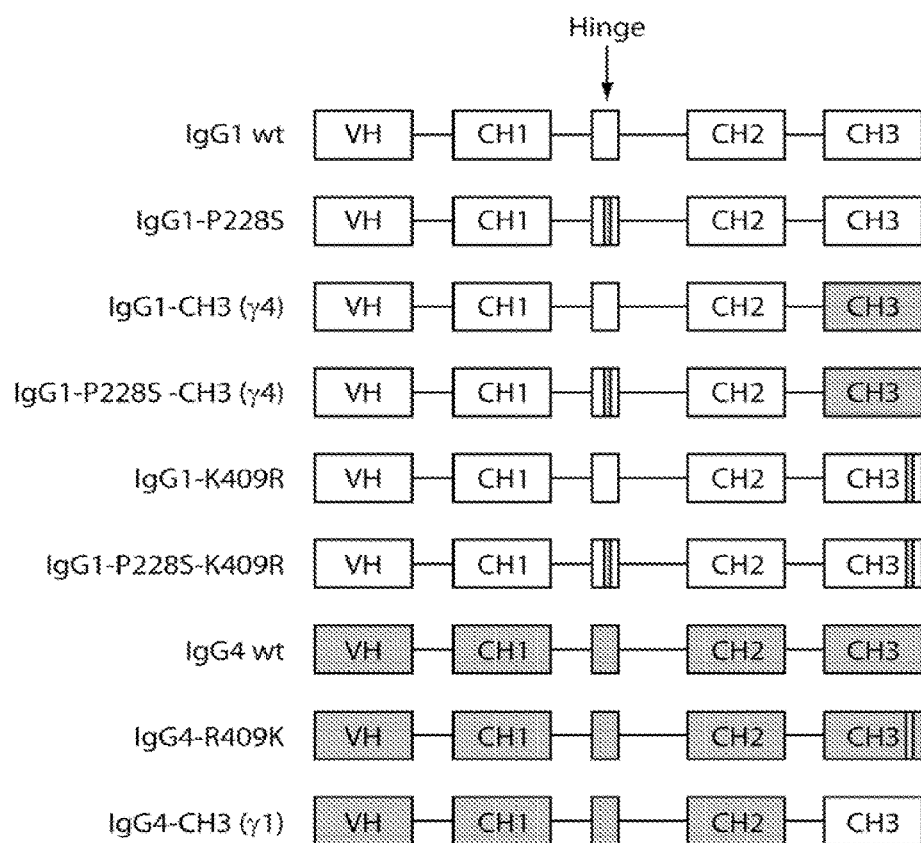 Hinge
IgG1 wt VH CH1 CH2 CH3
IgG1-P228S VH CH1 CH2 CH3
IgG1-CH3 (γ4) VH CH1 CH2 CH3
IgG1-P228S -CH3 (γ4) VH CH1 CH2 CH3
IgG1-K409R VH CH1 CH2 CH3
IgG1-P228S-K409R VH CH1 CH2 CH3
IgG4 wt VH CH1 CH2 CH3
IgG4-R409K VH CH1 CH2 CH3
IgG4-CH3 (γ1) VH CH1 CH2 CH3